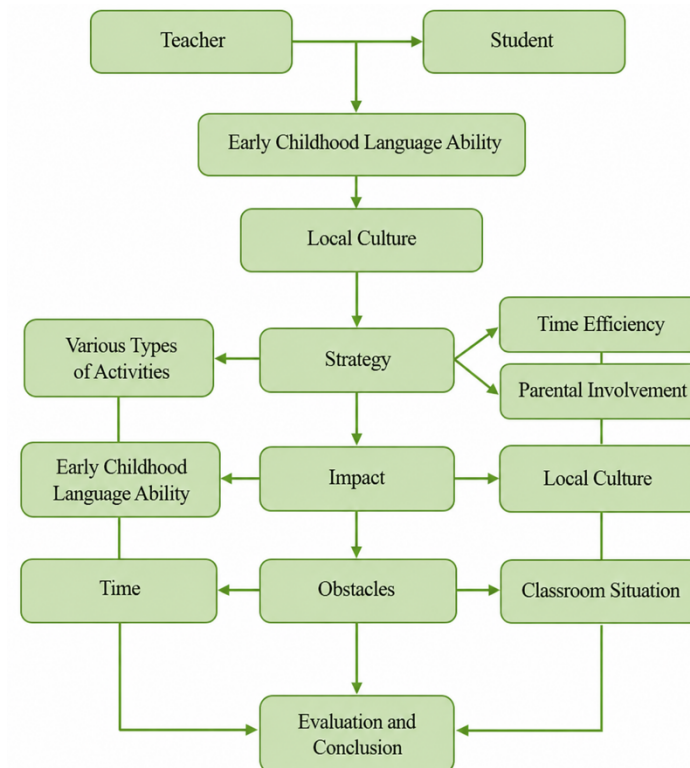 Teacher
Student
Early Childhood Language Ability
Local Culture
Time Efficiency
Various Types
of Activities
Strategy
Parental Involvement
Early Childhood
Language Ability
Impact
Local Culture
Time
Obstacles
Classroom Situation
Evaluation and
Conclusion